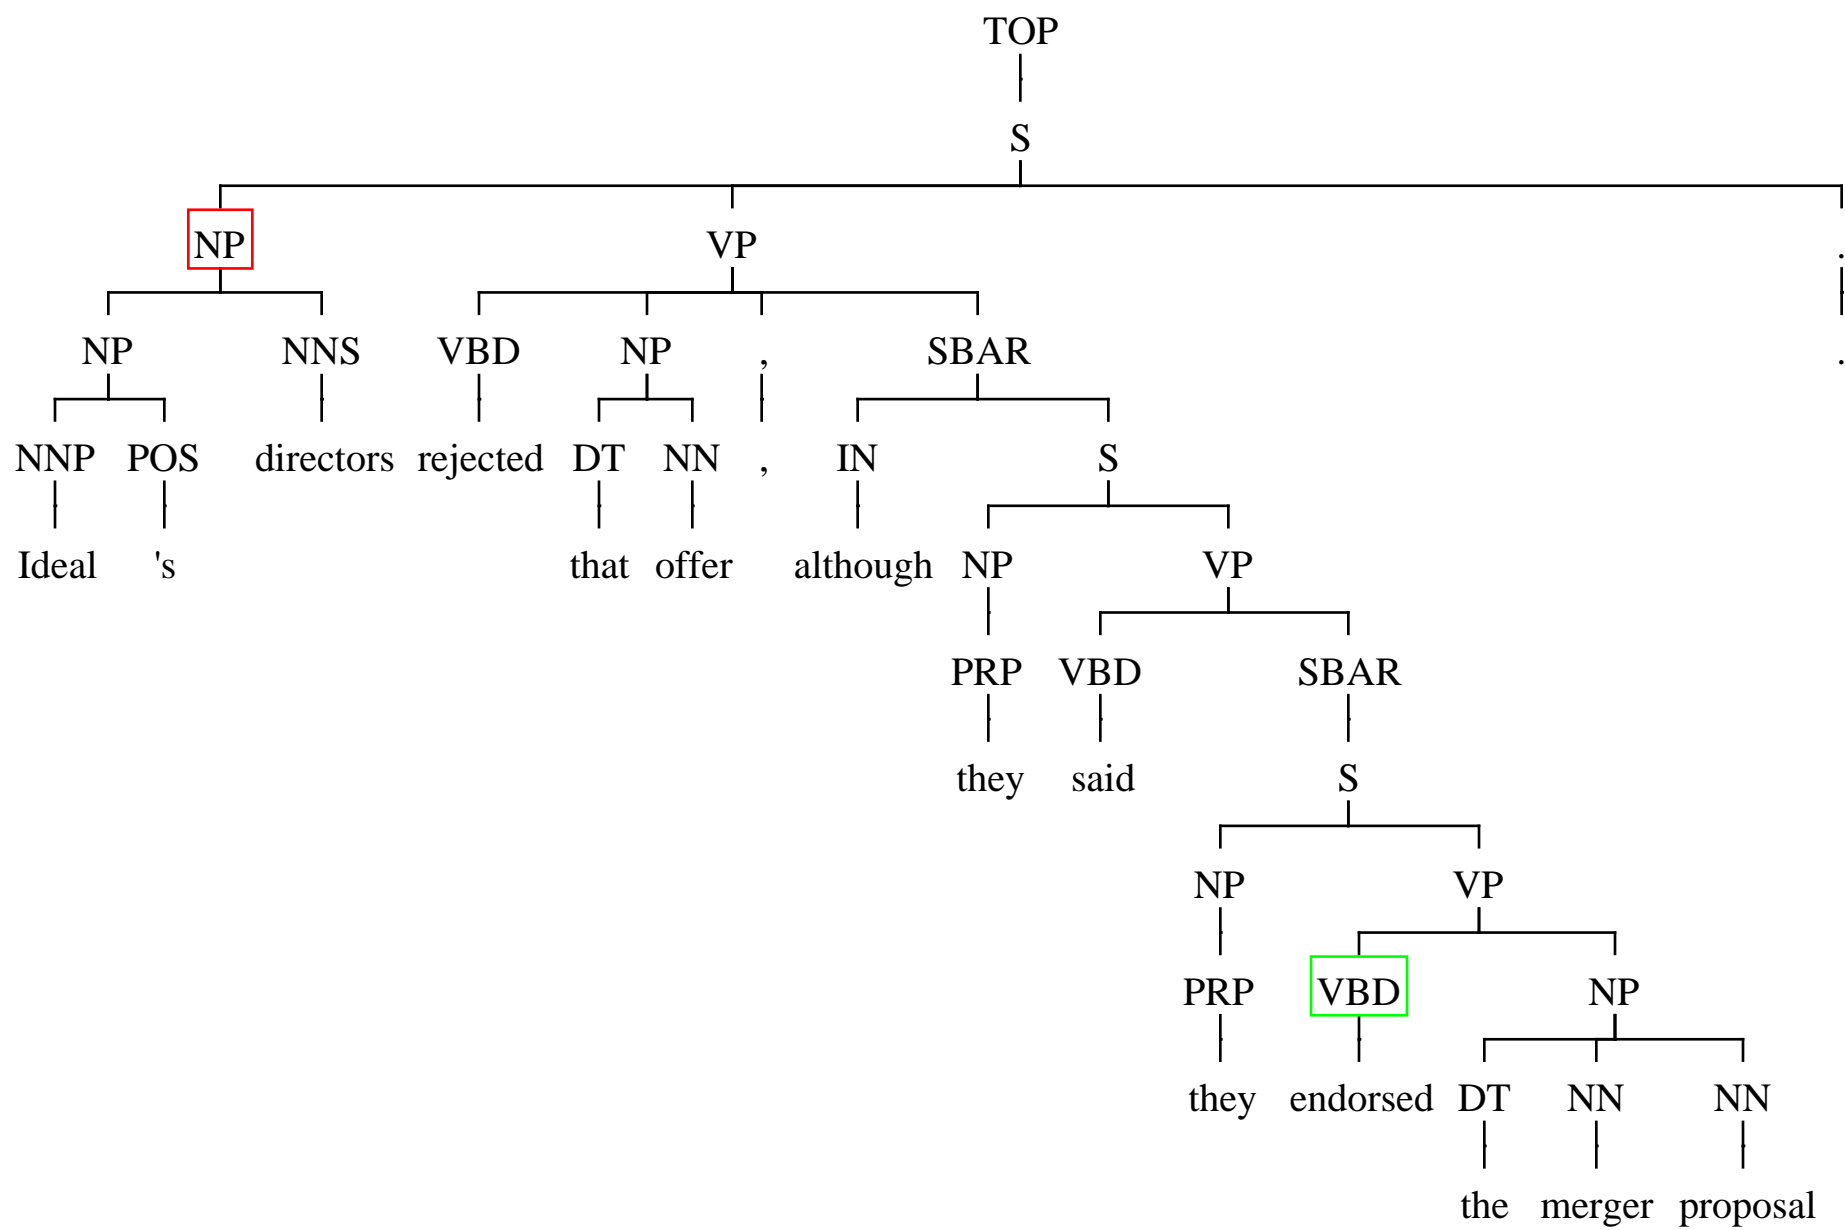 TOP
S
NP VP .
NP NNS VBD NP , SBAR .
NNP POS directors rejected DT NN , IN S
Ideal 's that offer although NP VP
PRP VBD SBAR
they said S
NP VP
PRP VBD NP
they endorsed DT NN NN
the merger proposal